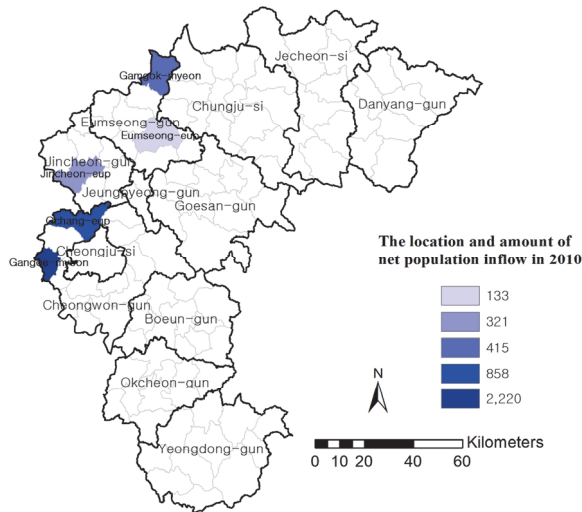 Jecheon-si
Gamgok-myeon
Chungju-si
Danyang-gun
Eumseong-gun
Eumseong-eup
Jincheon-gun
Jincheon-eup
Jeungpyeong-gun
Goesan-gun
Ochang-eup
Cheongju-si
Cheongwon-gun
Boeun-gun
Okcheon-gun
Yeongdong-gun
The location and amount of
net population inflow in 2010
133
321
415
858
2,220
N
Kilometers
0 10 20 40 60